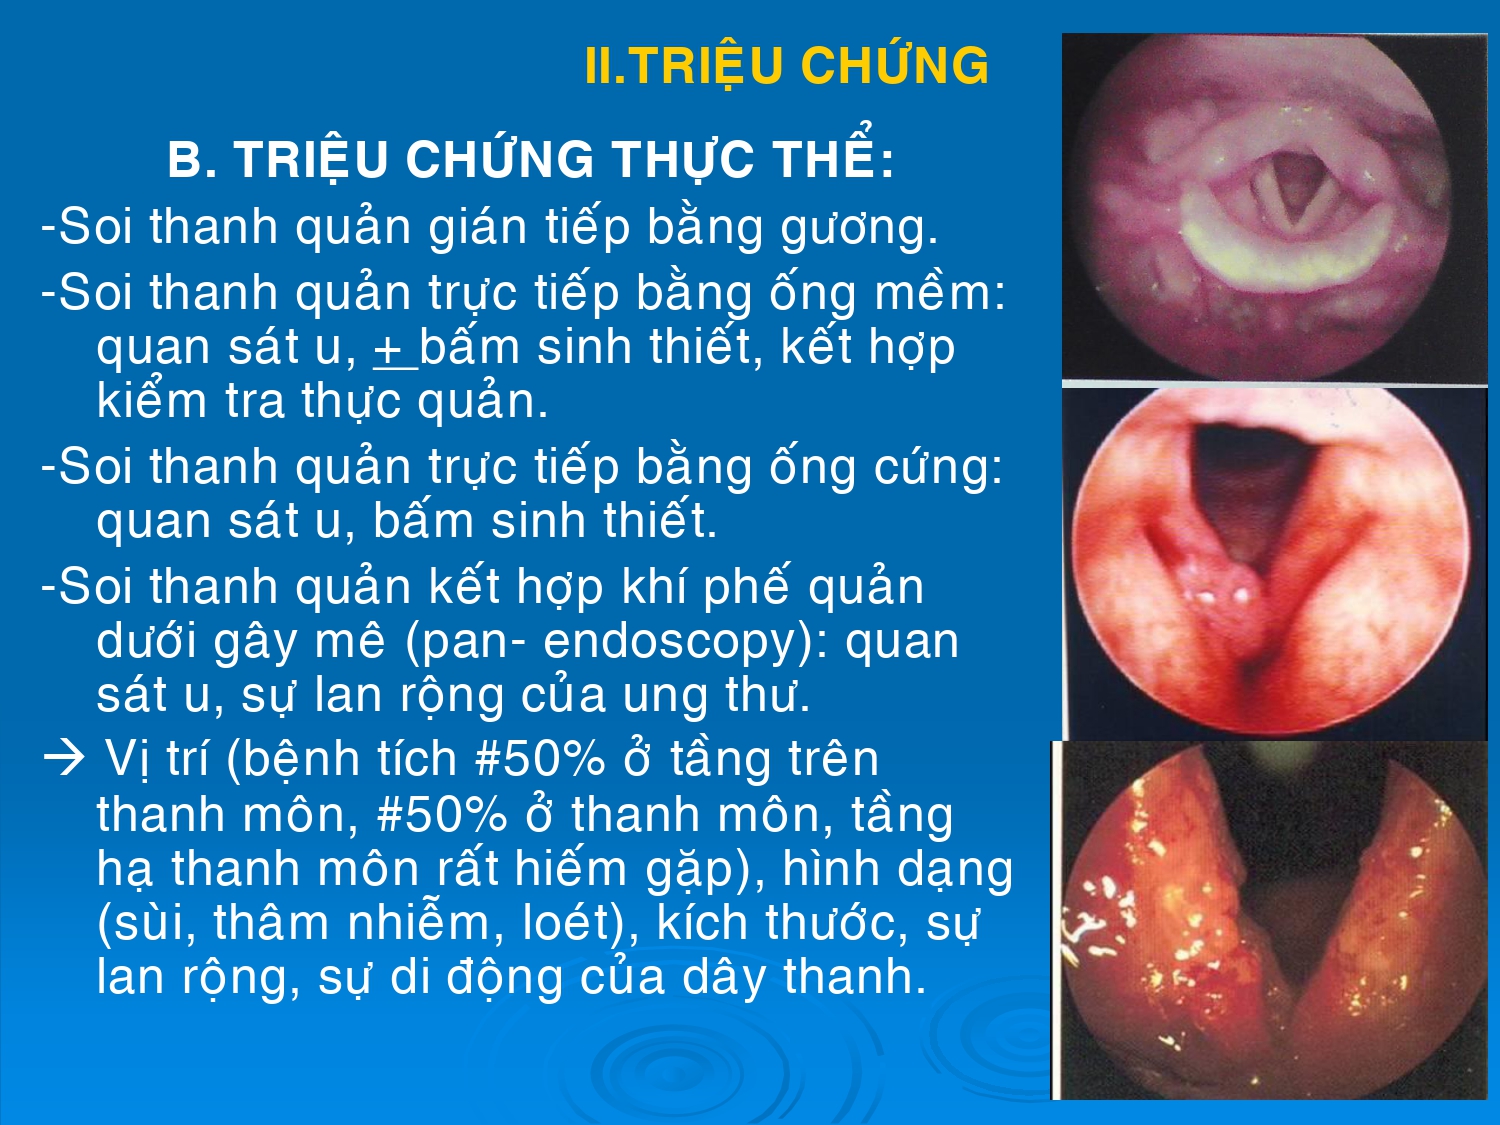 II.TRIỆU CHỨNG
B. TRIỆU CHỨNG THỰC THỂ:
-Soi thanh quản gián tiếp bằng gương.
-Soi thanh quản trực tiếp bằng ống mềm:
quan sát u, + bấm sinh thiết, kết hợp
kiểm tra thực quản.
-Soi thanh quản trực tiếp bằng ống cứng:
quan sát u, bấm sinh thiết.
-Soi thanh quản kết hợp khí phế quản
dưới gây mê (pan- endoscopy): quan
sát u, sự lan rộng của ung thư.
→ Vị trí (bệnh tích #50% ở tầng trên
thanh môn, #50% ở thanh môn, tầng
hạ thanh môn rất hiếm gặp), hình dạng
(sùi, thâm nhiễm, loét), kích thước, sự
lan rộng, sự di động của dây thanh.